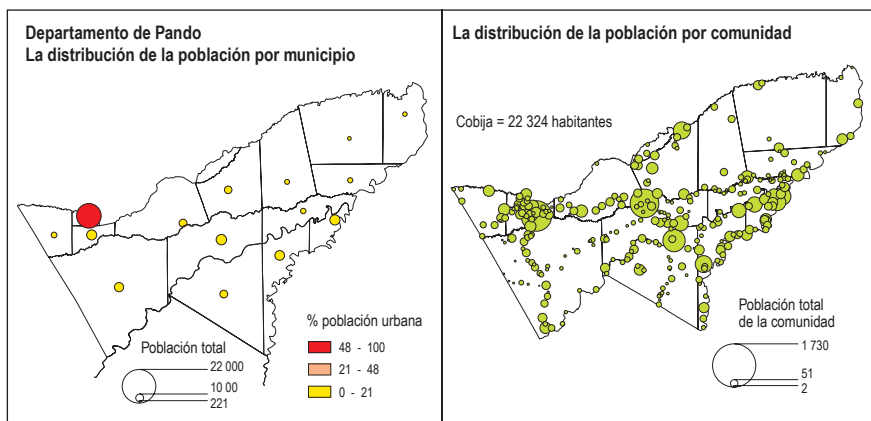 Departamento de Pando
La distribución de la población por municipio
Población total
22 000
10 00
221
% población urbana
48 - 100
21 - 48
0 - 21
La distribución de la población por comunidad
Cobija = 22 324 habitantes
Población total
de la comunidad
1 730
51
2